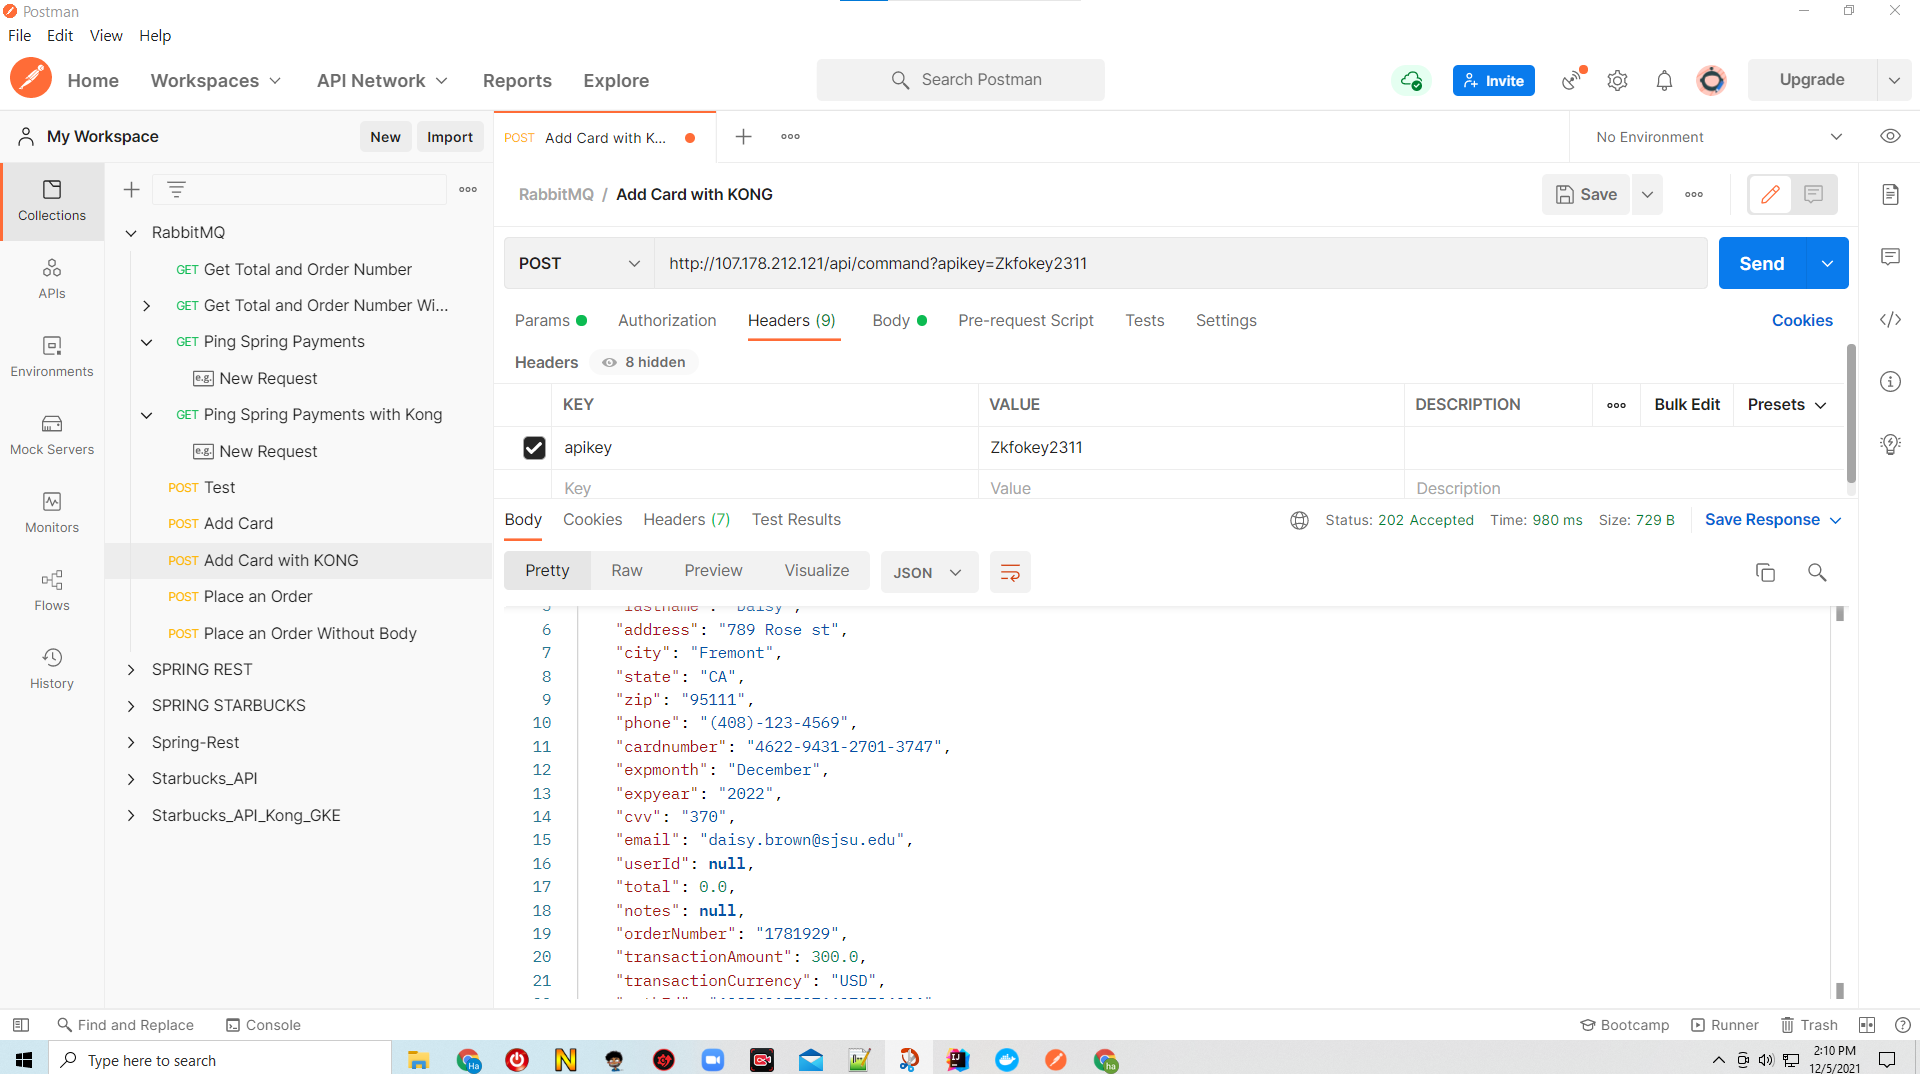 Postman
File Edit View Help
Home Workspaces API Network Reports Explore Search Postman Invite Upgrade
My Workspace New Import POST Add Card with K... No Environment
Collections
APIs
Environments
Mock Servers
Monitors
Flows
History
RabbitMQ
GET Get Total and Order Number
GET Get Total and Order Number Wi...
GET Ping Spring Payments
e.g. New Request
GET Ping Spring Payments with Kong
e.g. New Request
POST Test
POST Add Card
POST Add Card with KONG
POST Place an Order
POST Place an Order Without Body
SPRING REST
SPRING STARBUCKS
Spring-Rest
Starbucks_API
Starbucks_API_Kong_GKE
RabbitMQ / Add Card with KONG Save
POST http://107.178.212.121/api/command?apikey=Zkfokey2311 Send
Params Authorization Headers (9) Body Pre-request Script Tests Settings Cookies
Headers 8 hidden
KEY VALUE DESCRIPTION Bulk Edit Presets
apikey Zkfokey2311
Key Value Description
Body Cookies Headers (7) Test Results Status: 202 Accepted Time: 980 ms Size: 729 B Save Response
Pretty Raw Preview Visualize JSON
5 "lastname": "Daisy",
6 "address": "789 Rose st",
7 "city": "Fremont",
8 "state": "CA",
9 "zip": "95111",
10 "phone": "(408)-123-4569",
11 "cardnumber": "4622-9431-2701-3747",
12 "expmonth": "December",
13 "expyear": "2022",
14 "cvv": "370",
15 "email": "daisy.brown@sjsu.edu",
16 "userId": null,
17 "total": 0.0,
18 "notes": null,
19 "orderNumber": "1781929",
20 "transactionAmount": 300.0,
21 "transactionCurrency": "USD",
Find and Replace Console Bootcamp Runner Trash
Type here to search
2:10 PM
12/5/2021